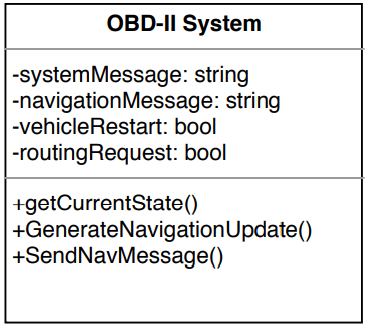 OBD-II System
-systemMessage: string
-navigationMessage: string
-vehicleRestart: bool
-routingRequest: bool
+getCurrentState()
+GenerateNavigationUpdate()
+SendNavMessage()